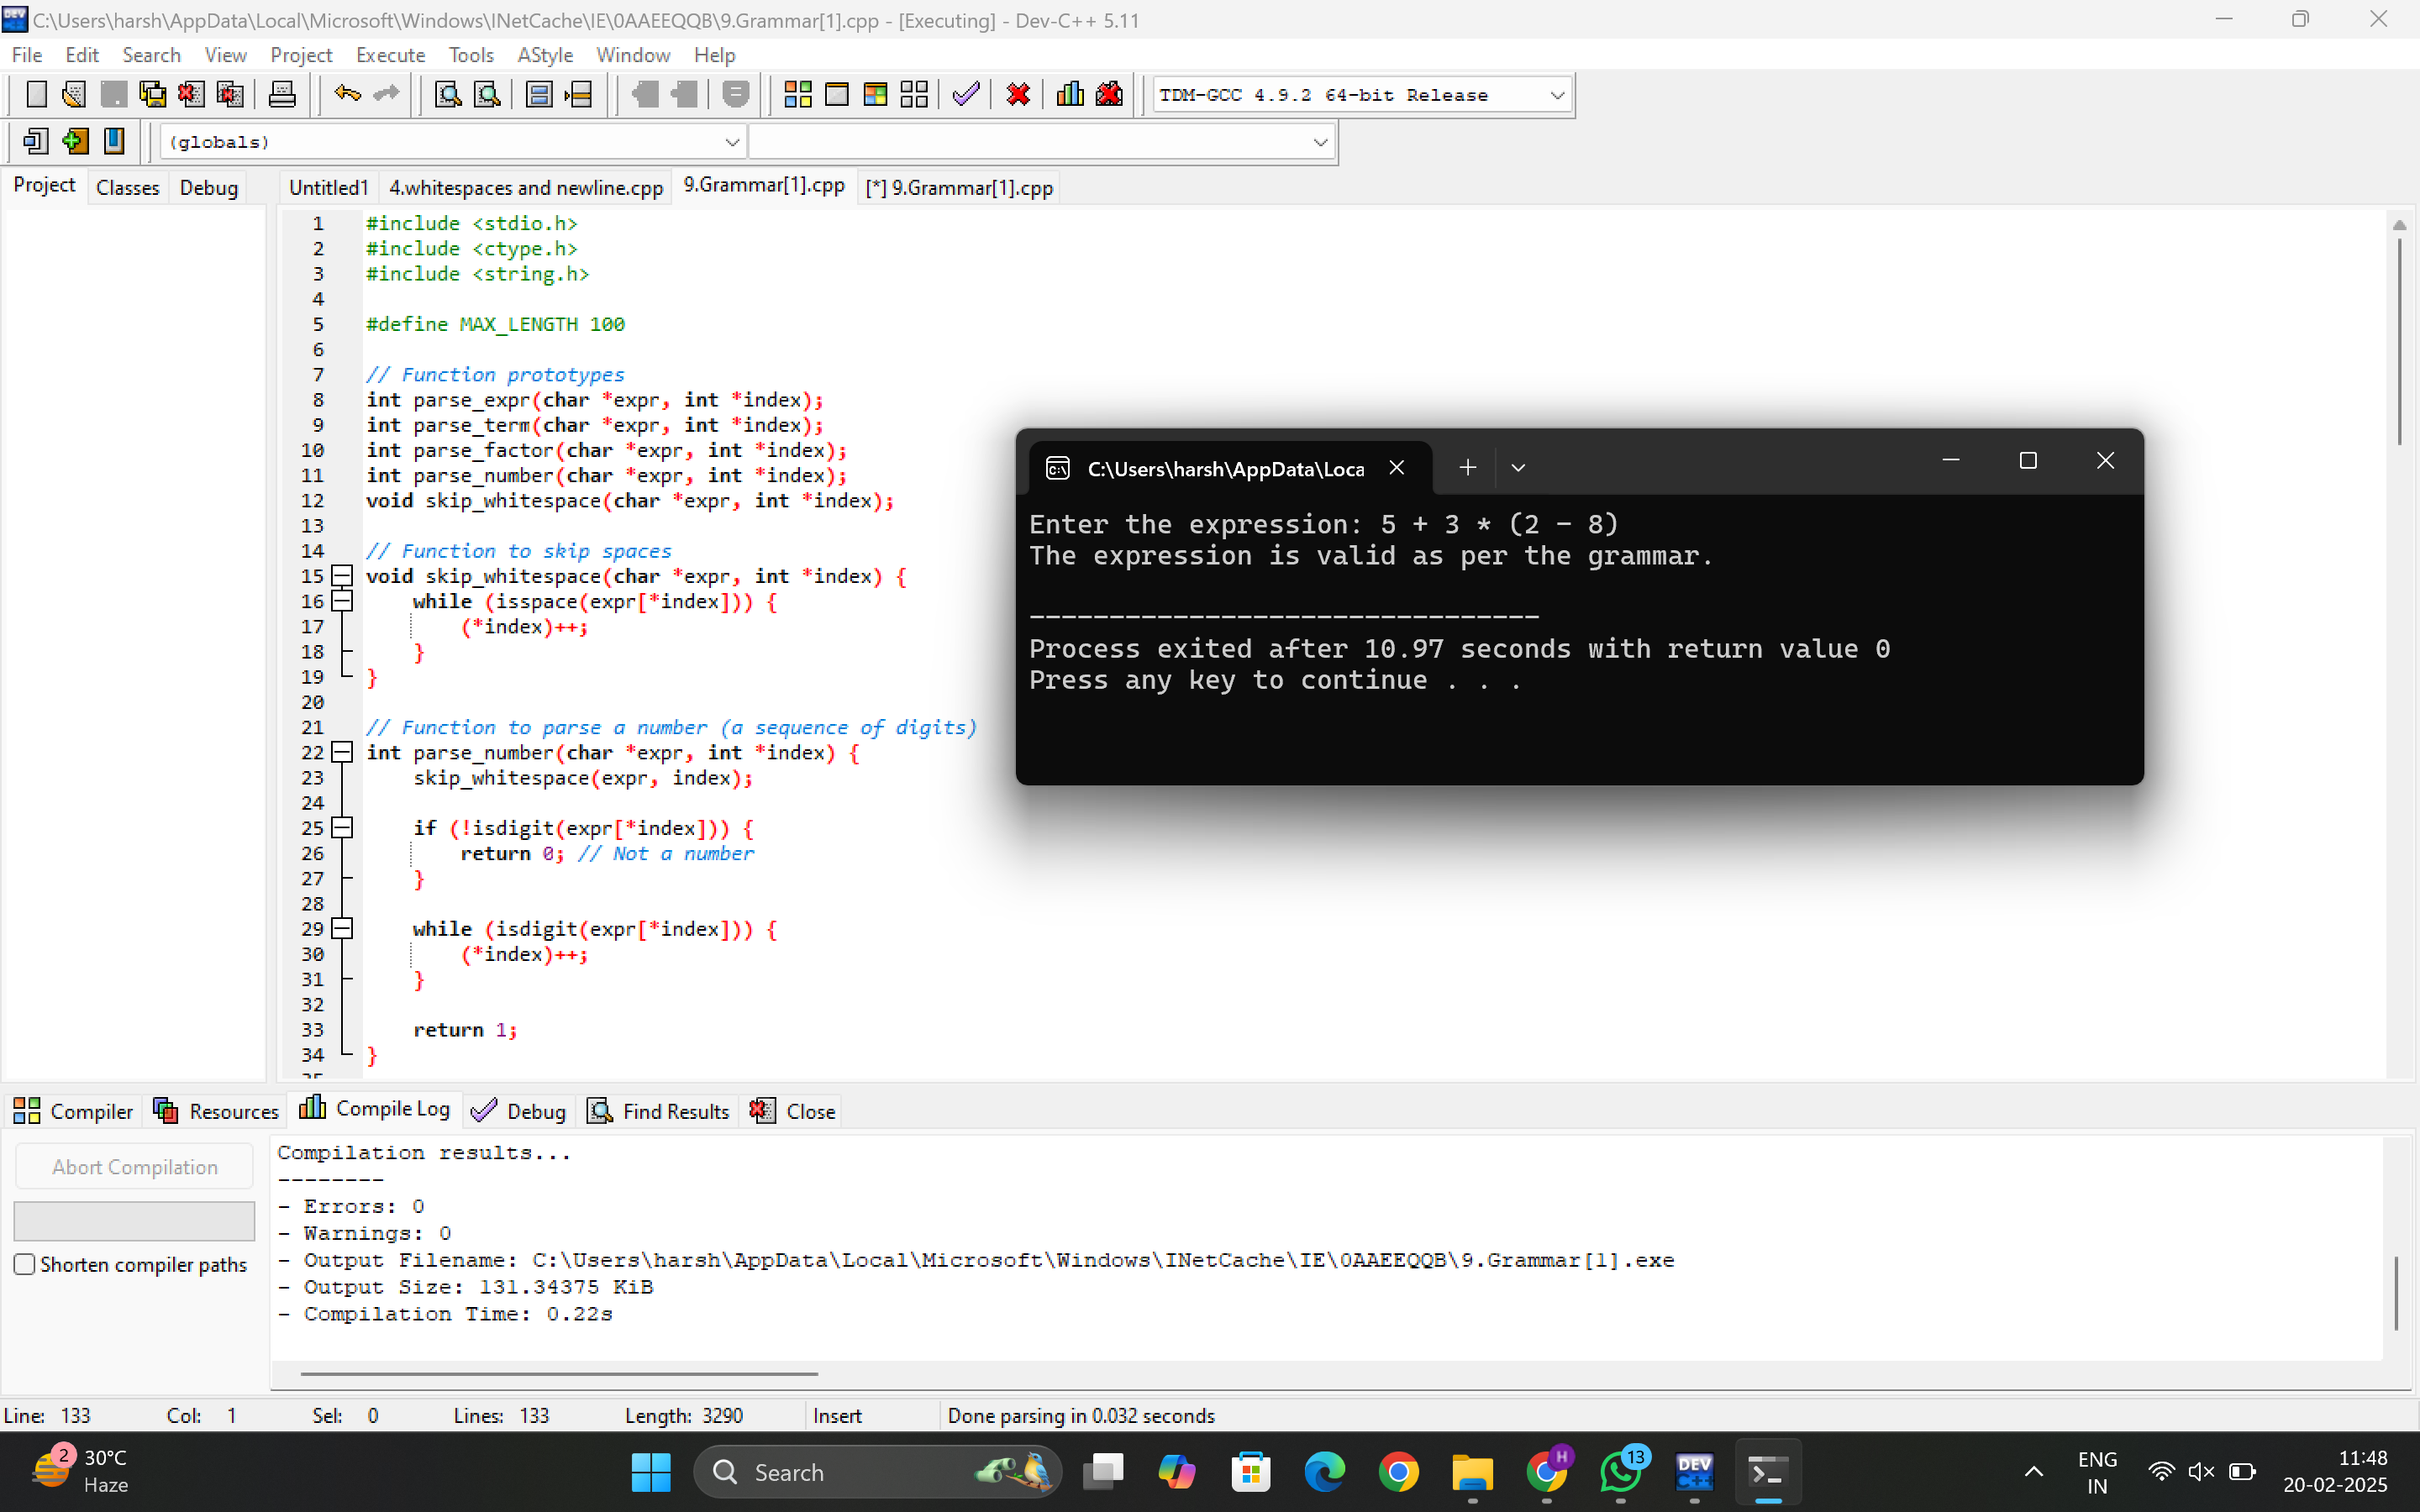 C:\Users\harsh\AppData\Local\Microsoft\Windows\INetCache\IE\0AAEEQQB\9.Grammar[1].cpp - [Executing] - Dev-C++ 5.11
File Edit Search View Project Execute Tools AStyle Window Help
TDM-GCC 4.9.2 64-bit Release
(globals)
Project Classes Debug Untitled1 4.whitespaces and newline.cpp 9.Grammar[1].cpp [*] 9.Grammar[1].cpp
1 #include <stdio.h>
2 #include <ctype.h>
3 #include <string.h>
4
5 #define MAX_LENGTH 100
6
7 // Function prototypes
8 int parse_expr(char *expr, int *index);
9 int parse_term(char *expr, int *index);
10 int parse_factor(char *expr, int *index);
11 int parse_number(char *expr, int *index);
12 void skip_whitespace(char *expr, int *index);
13
14 // Function to skip spaces
15 void skip_whitespace(char *expr, int *index) {
16 while (isspace(expr[*index])) {
17 (*index)++;
18 }
19 }
20
21 // Function to parse a number (a sequence of digits)
22 int parse_number(char *expr, int *index) {
23 skip_whitespace(expr, index);
24
25 if (!isdigit(expr[*index])) {
26 return 0; // Not a number
27 }
28
29 while (isdigit(expr[*index])) {
30 (*index)++;
31 }
32
33 return 1;
34 }
C:\Users\harsh\AppData\Loca
Enter the expression: 5 + 3 * (2 - 8)
The expression is valid as per the grammar.
--------------------------------
Process exited after 10.97 seconds with return value 0
Press any key to continue . . .
Compiler Resources Compile Log Debug Find Results Close
Abort Compilation
Shorten compiler paths
Compilation results...
--------
- Errors: 0
- Warnings: 0
- Output Filename: C:\Users\harsh\AppData\Local\Microsoft\Windows\INetCache\IE\0AAEEQQB\9.Grammar[1].exe
- Output Size: 131.34375 KiB
- Compilation Time: 0.22s
Line: 133 Col: 1 Sel: 0 Lines: 133 Length: 3290 Insert Done parsing in 0.032 seconds
2
30°C
Haze
Search
H
13
DEV
C++
ENG
IN
11:48
20-02-2025